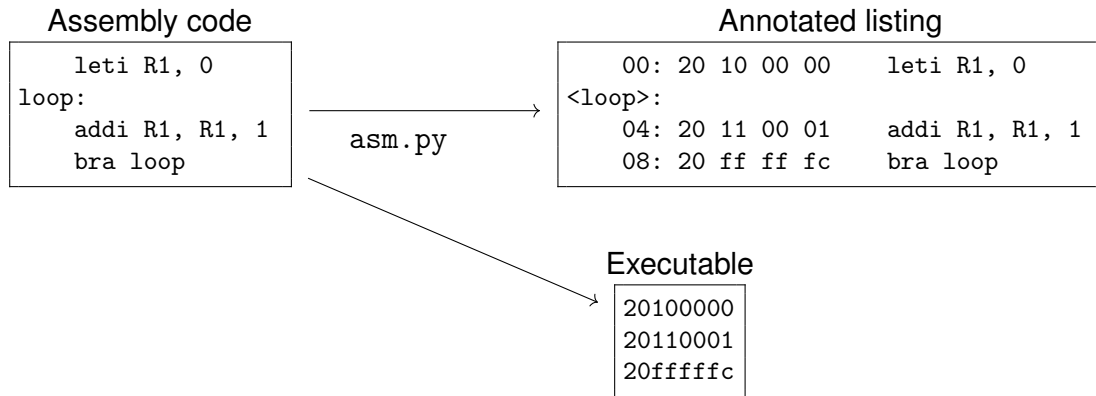 Assembly code
    leti R1, 0
loop:
    addi R1, R1, 1
    bra loop
asm.py
Annotated listing
    00: 20 10 00 00    leti R1, 0
<loop>:
    04: 20 11 00 01    addi R1, R1, 1
    08: 20 ff ff fc    bra loop
Executable
20100000
20110001
20fffffc